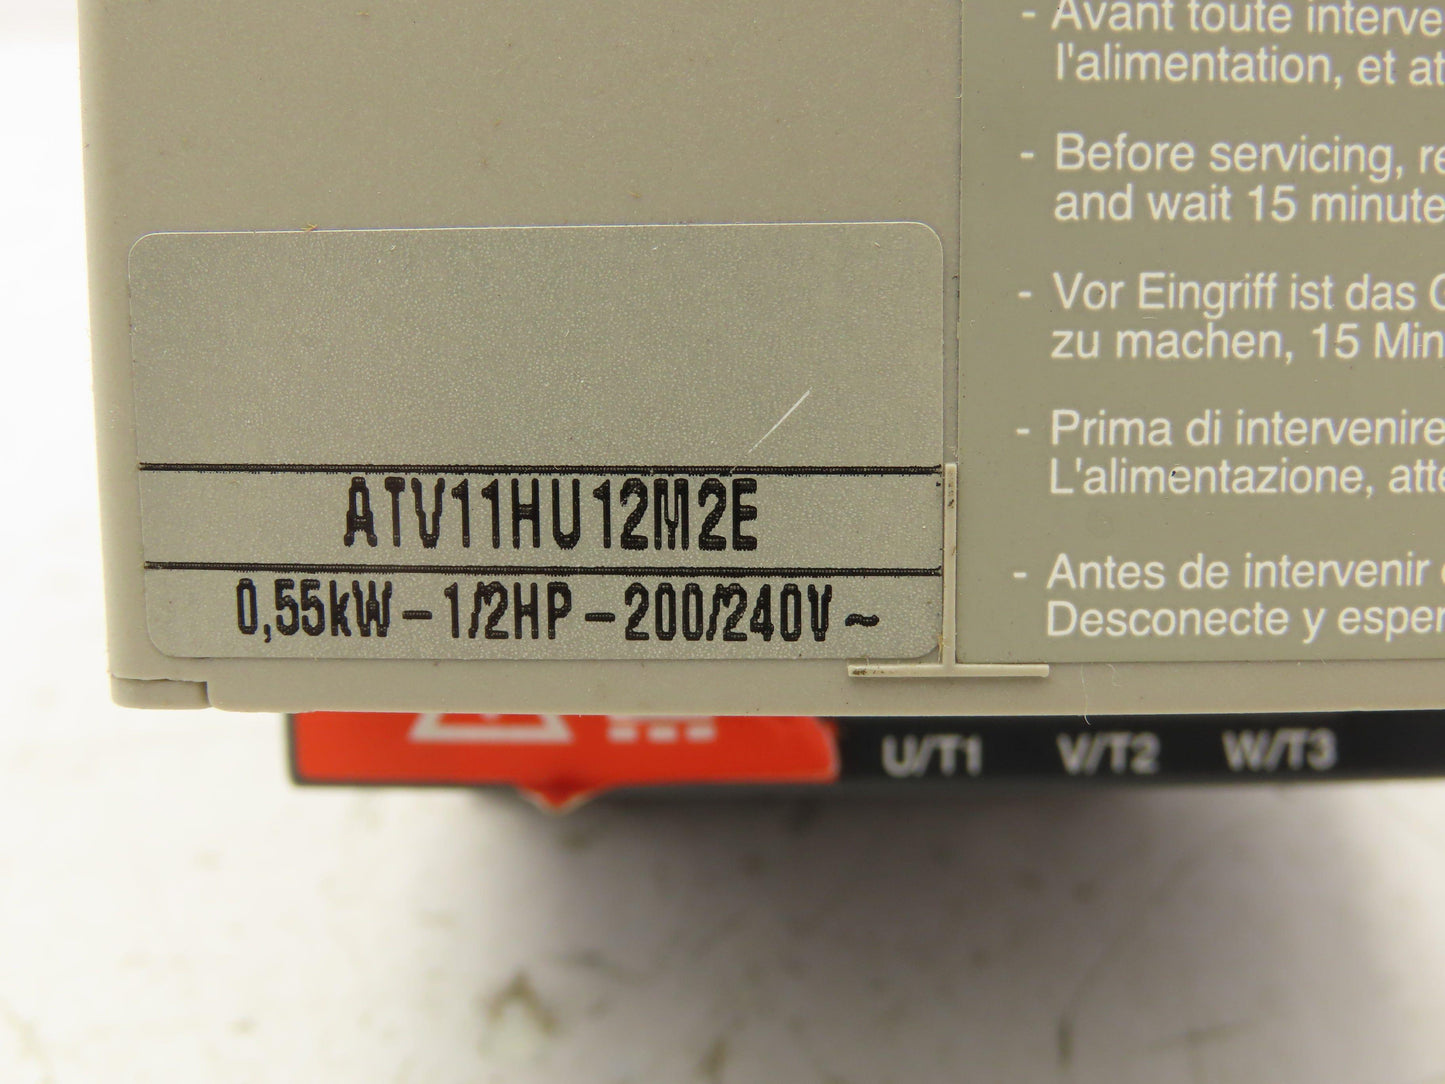 - Avant toute interve
l'alimentation, et at
- Before servicing, re
and wait 15 minute
- Vor Eingriff ist das
zu machen, 15 Min
- Prima di intervenire
L'alimentazione, atte
- Antes de intervenir
Desconecte y esper
ATV11HU12M2E
0,55kW-1/2HP-200/240V~
U/T1 V/T2 W/T3